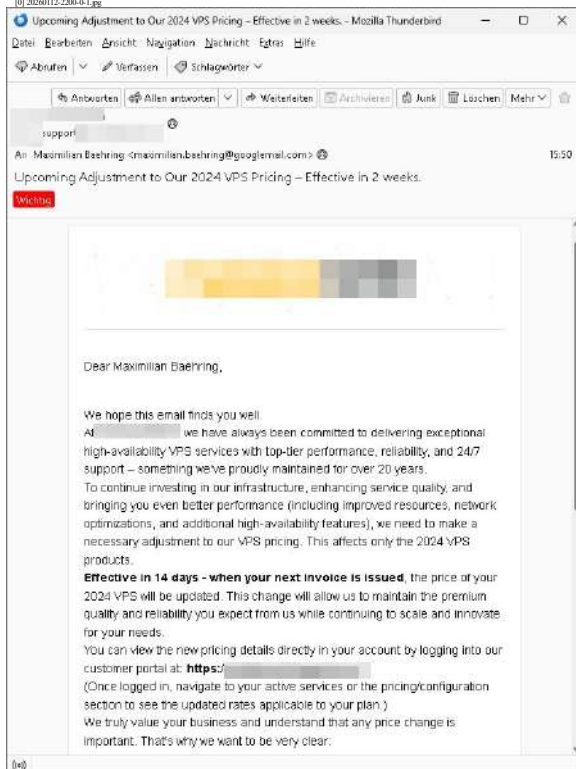 [0] 20260112-2200-0-1.jpg
Upcoming Adjustment to Our 2024 VPS Pricing – Effective in 2 weeks. - Mozilla Thunderbird
Datei Bearbeiten Ansicht Navigation Nachricht Extras Hilfe
Abrufen Verfassen Schlagwörter
Antworten Allen antworten Weiterleiten Archivieren Junk Löschen Mehr
support
An Maximilian Baehring <maximilian.baehring@googlemail.com> 15:50
Upcoming Adjustment to Our 2024 VPS Pricing – Effective in 2 weeks.
Wichtig
Dear Maximilian Baehring,
We hope this email finds you well.
At we have always been committed to delivering exceptional
high-availability VPS services with top-tier performance, reliability, and 24/7
support – something we've proudly maintained for over 20 years.
To continue investing in our infrastructure, enhancing service quality, and
bringing you even better performance (including improved resources, network
optimizations, and additional high-availability features), we need to make a
necessary adjustment to our VPS pricing. This affects only the 2024 VPS
products.
Effective in 14 days - when your next invoice is issued, the price of your
2024 VPS will be updated. This change will allow us to maintain the premium
quality and reliability you expect from us while continuing to scale and innovate
for your needs.
You can view the new pricing details directly in your account by logging into our
customer portal at: https:/
(Once logged in, navigate to your active services or the pricing/configuration
section to see the updated rates applicable to your plan.)
We truly value your business and understand that any price change is
important. That's why we want to be very clear: